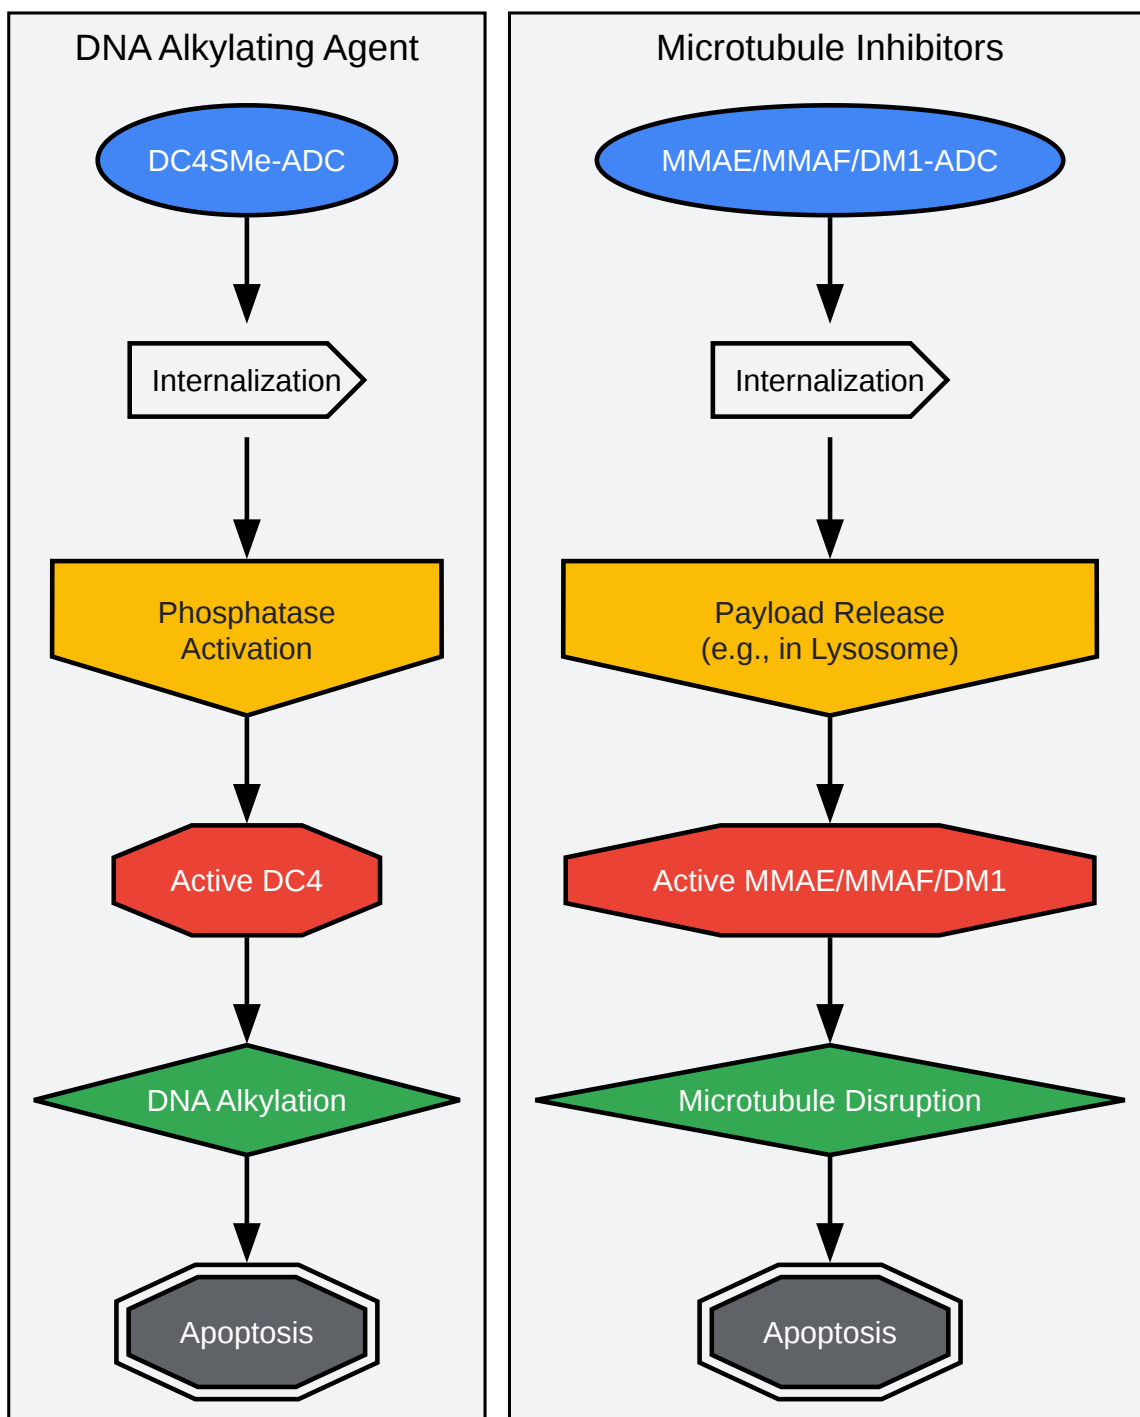 DNA Alkylating Agent
DC4SMe-ADC
Internalization
Phosphatase
Activation
Active DC4
DNA Alkylation
Apoptosis
Microtubule Inhibitors
MMAE/MMAF/DM1-ADC
Internalization
Payload Release
(e.g., in Lysosome)
Active MMAE/MMAF/DM1
Microtubule Disruption
Apoptosis